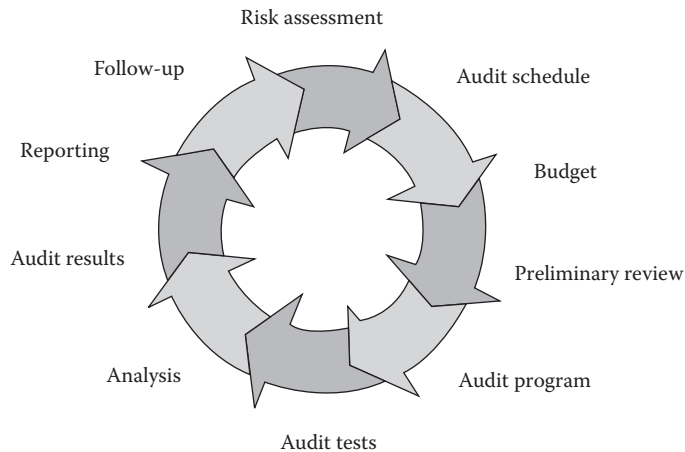 Risk assessment
Audit schedule
Budget
Preliminary review
Audit program
Audit tests
Analysis
Audit results
Reporting
Follow-up